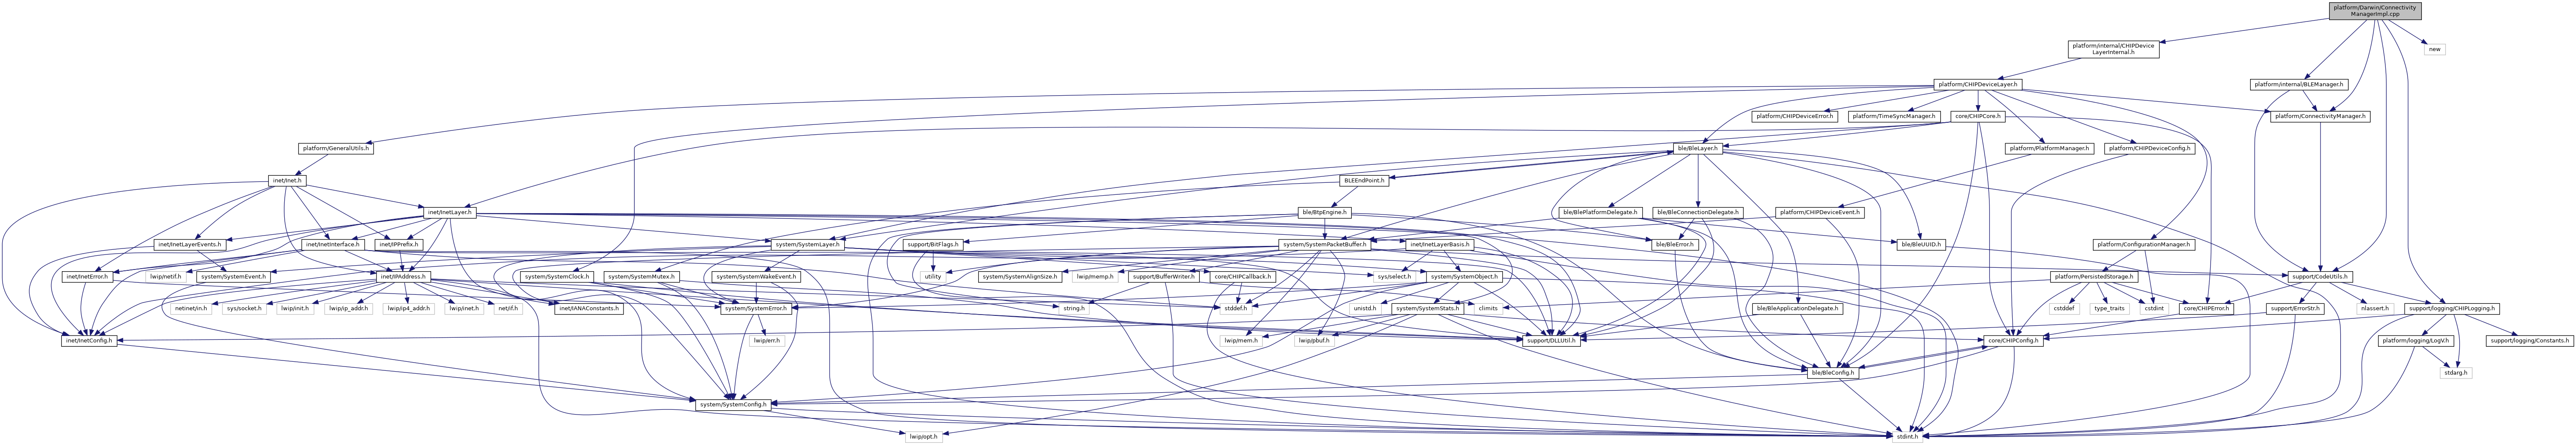 platform/Darwin/Connectivity
ManagerImpl.cpp
platform/internal/CHIPDevice
LayerInternal.h
new
platform/CHIPDeviceLayer.h
platform/internal/BLEManager.h
platform/CHIPDeviceError.h
platform/TimeSyncManager.h
core/CHIPCore.h
platform/ConnectivityManager.h
platform/GeneralUtils.h
ble/BleLayer.h
platform/PlatformManager.h
platform/CHIPDeviceConfig.h
inet/Inet.h
BLEEndPoint.h
inet/InetLayer.h
ble/BtpEngine.h
ble/BlePlatformDelegate.h
ble/BleConnectionDelegate.h
platform/CHIPDeviceEvent.h
inet/InetLayerEvents.h
inet/InetInterface.h
inet/IPPrefix.h
system/SystemLayer.h
support/BitFlags.h
system/SystemPacketBuffer.h
inet/InetLayerBasis.h
ble/BleError.h
ble/BleUUID.h
platform/ConfigurationManager.h
inet/InetError.h
lwip/netif.h
system/SystemEvent.h
inet/IPAddress.h
system/SystemClock.h
system/SystemMutex.h
system/SystemWakeEvent.h
utility
system/SystemAlignSize.h
lwip/memp.h
support/BufferWriter.h
core/CHIPCallback.h
sys/select.h
system/SystemObject.h
platform/PersistedStorage.h
support/CodeUtils.h
netinet/in.h
sys/socket.h
lwip/init.h
lwip/ip_addr.h
lwip/ip4_addr.h
lwip/inet.h
net/if.h
inet/IANAConstants.h
system/SystemError.h
string.h
stddef.h
unistd.h
system/SystemStats.h
climits
ble/BleApplicationDelegate.h
cstddef
type_traits
cstdint
core/CHIPError.h
support/ErrorStr.h
nlassert.h
support/logging/CHIPLogging.h
inet/InetConfig.h
lwip/err.h
lwip/mem.h
lwip/pbuf.h
support/DLLUtil.h
core/CHIPConfig.h
platform/logging/LogV.h
support/logging/Constants.h
ble/BleConfig.h
stdarg.h
system/SystemConfig.h
lwip/opt.h
stdint.h